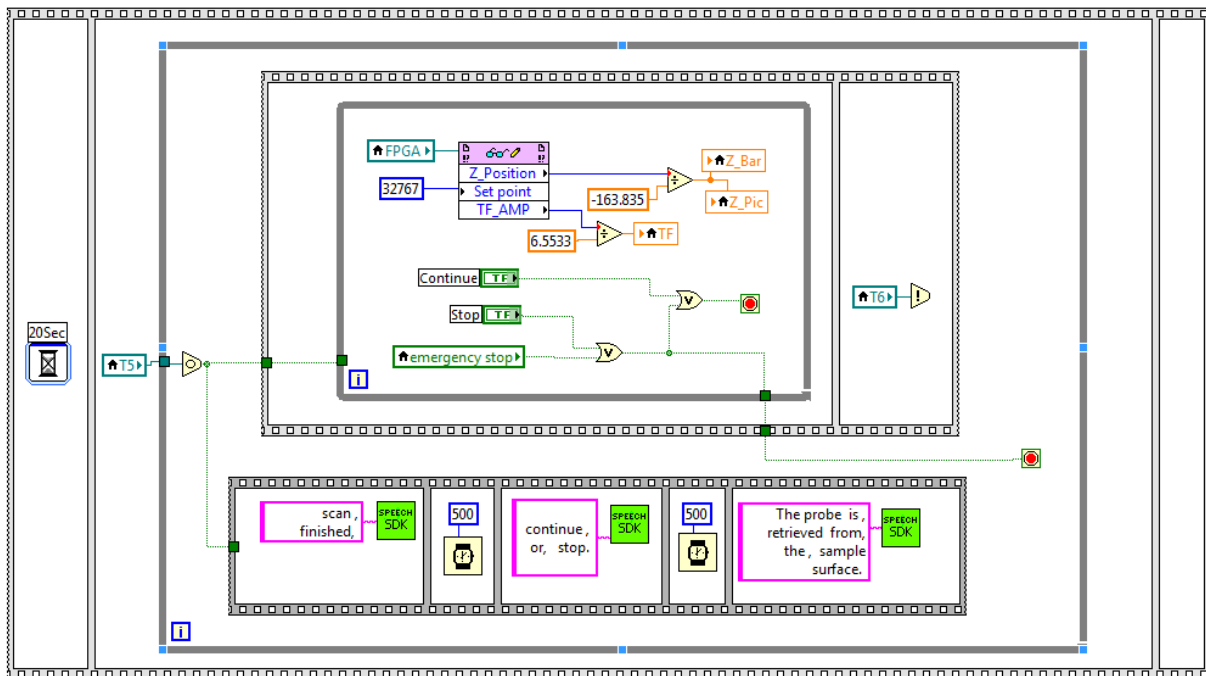 FPGA
Z_Position
32767
Set point
TF_AMP
-163.835
Z_Bar
Z_Pic
6.5533
TF
Continue
TF
Stop
TF
emergency stop
T6
20Sec
T5
i
scan ,
finished,
SPEECH
SDK
500
continue ,
or, stop.
SPEECH
SDK
500
The probe is ,
retrieved from,
the , sample
surface.
SPEECH
SDK
i